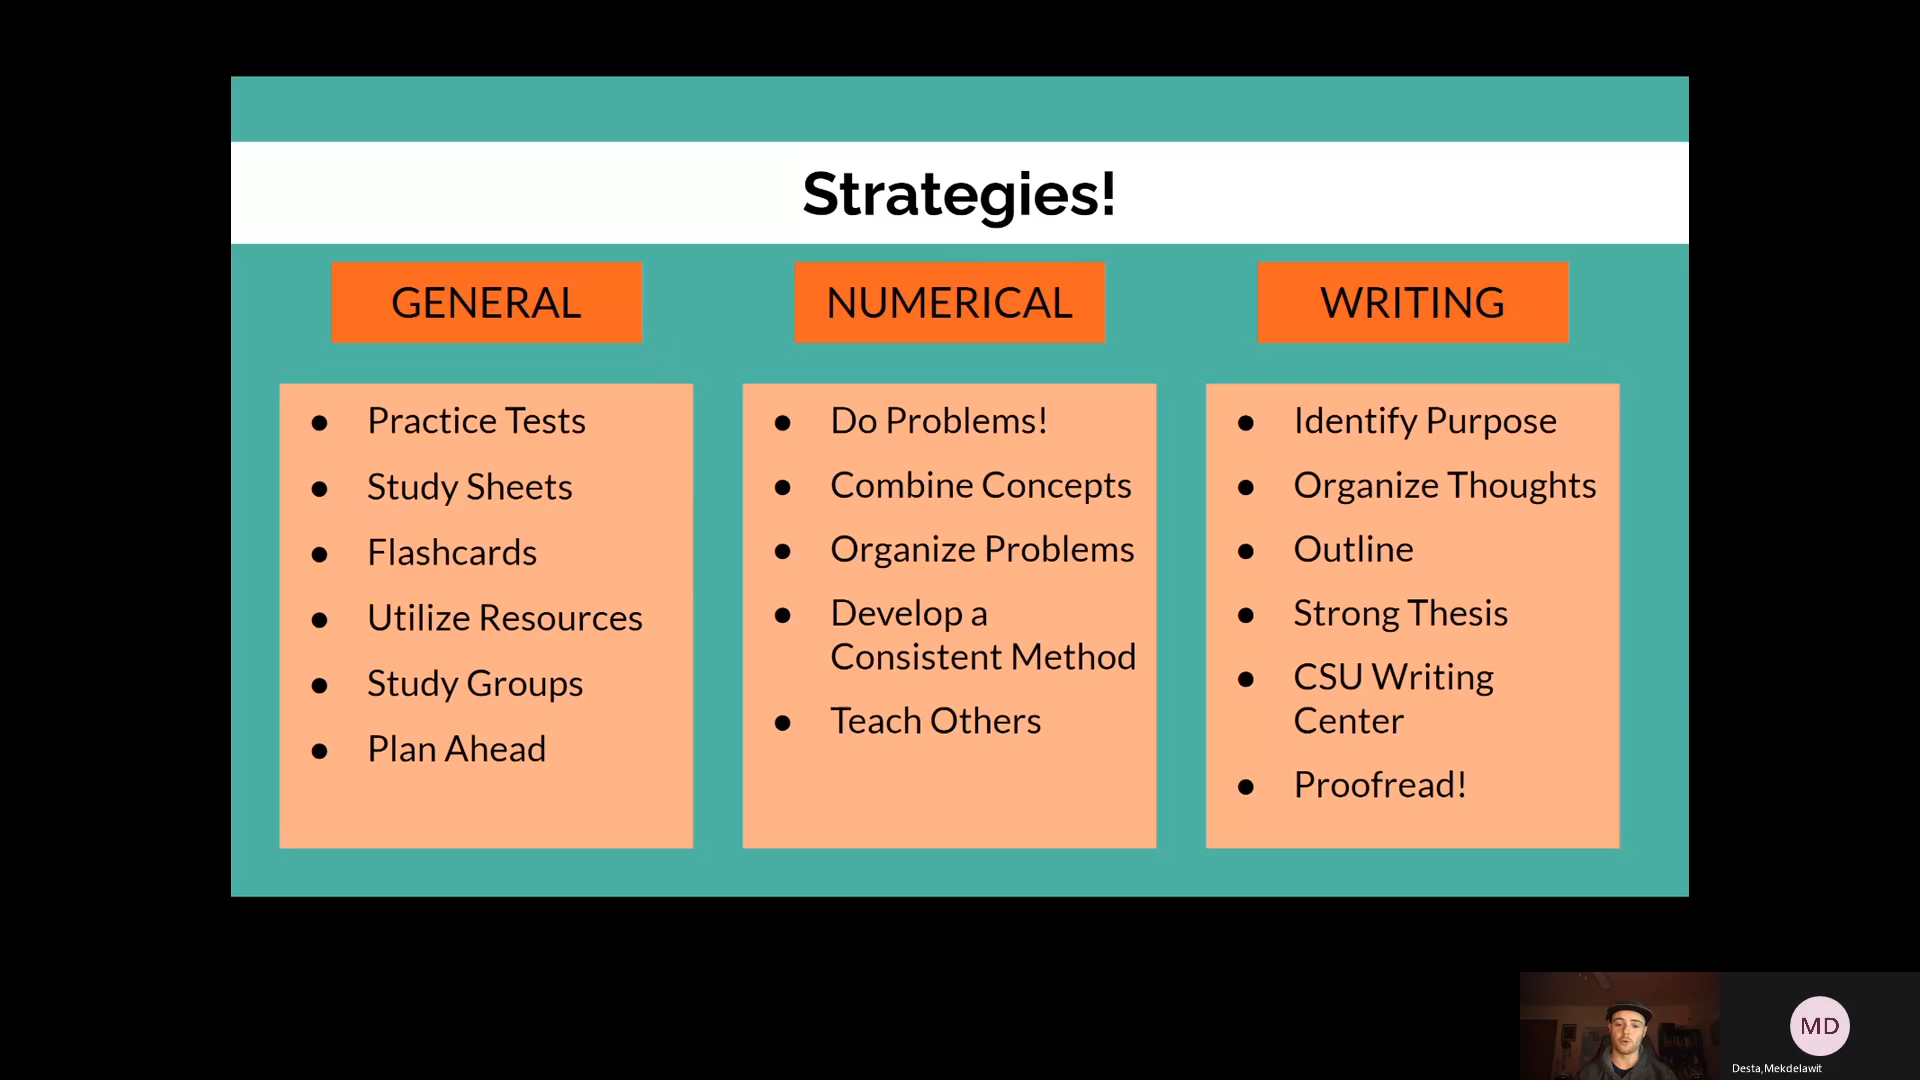 Strategies!
GENERAL
Practice Tests
Study Sheets
Flashcards
Utilize Resources
Study Groups
Plan Ahead
NUMERICAL
Do Problems!
Combine Concepts
Organize Problems
Develop a
Consistent Method
Teach Others
WRITING
Identify Purpose
Organize Thoughts
Outline
Strong Thesis
CSU Writing
Center
Proofread!
MD
Desta,Mekdelawit